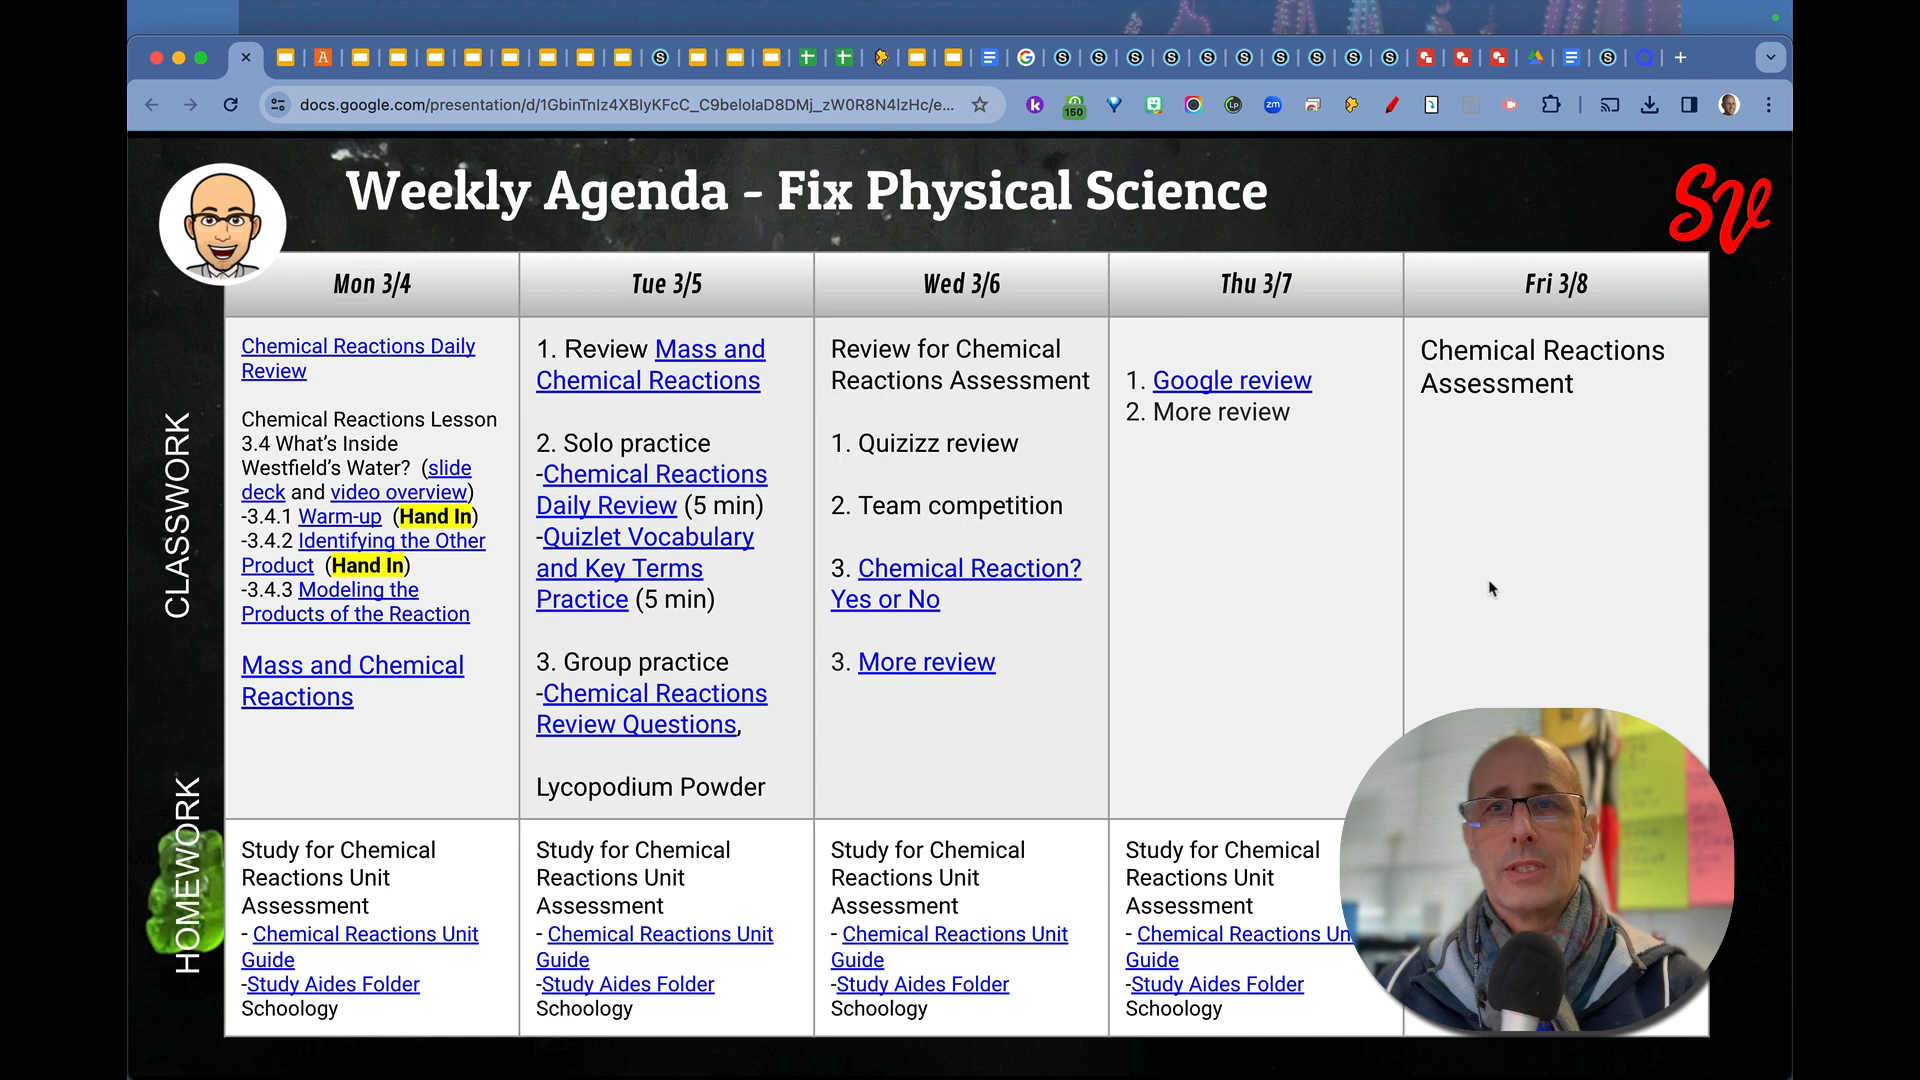 docs.google.com/presentation/d/1GbinTnIz4XBIyKFcC_C9beIoIaD8DMj_zW0R8N4IzHc/e...
150
Lp
zm
Weekly Agenda - Fix Physical Science
SV
Mon 3/4
Tue 3/5
Wed 3/6
Thu 3/7
Fri 3/8
CLASSWORK
Chemical Reactions Daily
Review
Chemical Reactions Lesson
3.4 What's Inside
Westfield's Water? (slide
deck and video overview)
-3.4.1 Warm-up (Hand In)
-3.4.2 Identifying the Other
Product (Hand In)
-3.4.3 Modeling the
Products of the Reaction
Mass and Chemical
Reactions
1. Review Mass and
Chemical Reactions
2. Solo practice
-Chemical Reactions
Daily Review (5 min)
-Quizlet Vocabulary
and Key Terms
Practice (5 min)
3. Group practice
-Chemical Reactions
Review Questions,
Lycopodium Powder
Review for Chemical
Reactions Assessment
1. Quizizz review
2. Team competition
3. Chemical Reaction?
Yes or No
3. More review
1. Google review
2. More review
Chemical Reactions
Assessment
HOMEWORK
Study for Chemical
Reactions Unit
Assessment
- Chemical Reactions Unit
Guide
-Study Aides Folder
Schoology
Study for Chemical
Reactions Unit
Assessment
- Chemical Reactions Unit
Guide
-Study Aides Folder
Schoology
Study for Chemical
Reactions Unit
Assessment
- Chemical Reactions Unit
Guide
-Study Aides Folder
Schoology
Study for Chemical
Reactions Unit
Assessment
- Chemical Reactions Un
Guide
-Study Aides Folder
Schoology